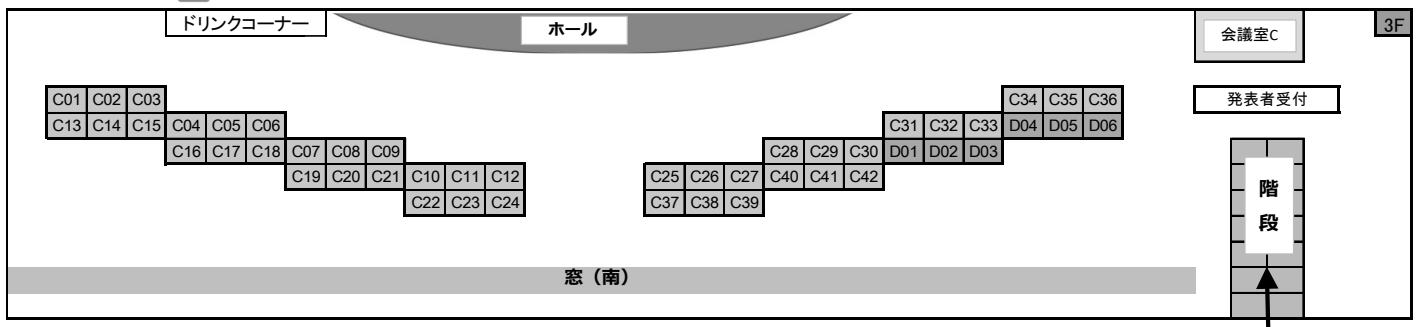 ドリンクコーナー
ホール
会議室C
3F
C01 C02 C03
C34 C35 C36
発表者受付
C13 C14 C15 C04 C05 C06
C31 C32 C33 D04 D05 D06
C16 C17 C18 C07 C08 C09
C28 C29 C30 D01 D02 D03
C19 C20 C21 C10 C11 C12
C25 C26 C27 C40 C41 C42
C22 C23 C24
C37 C38 C39
階
段
窓（南）